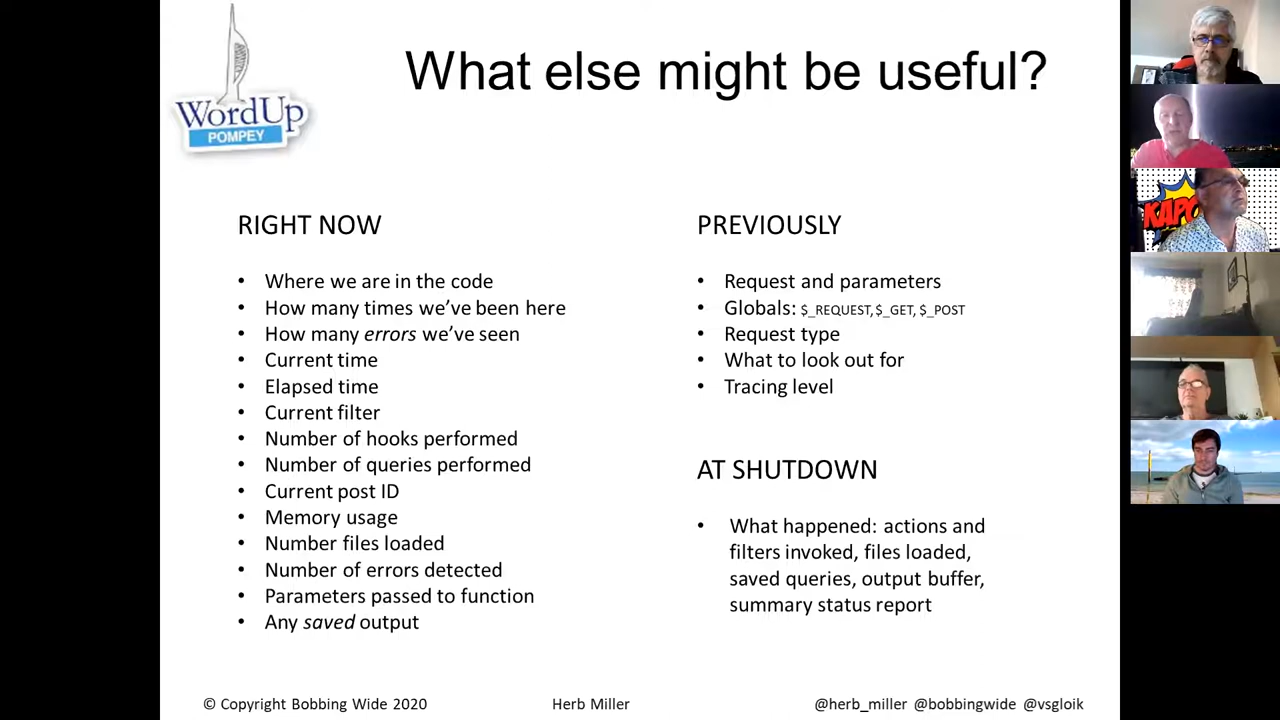 What else might be useful?
WordUp
POMPEY
RIGHT NOW
• Where we are in the code
• How many times we've been here
• How many errors we've seen
• Current time
• Elapsed time
• Current filter
• Number of hooks performed
• Number of queries performed
• Current post ID
• Memory usage
• Number files loaded
• Number of errors detected
• Parameters passed to function
• Any saved output
PREVIOUSLY
• Request and parameters
• Globals: $_REQUEST, $_GET, $_POST
• Request type
• What to look out for
• Tracing level
AT SHUTDOWN
• What happened: actions and
filters invoked, files loaded,
saved queries, output buffer,
summary status report
© Copyright Bobbing Wide 2020
Herb Miller
@herb_miller @bobbingwide @vsgloik